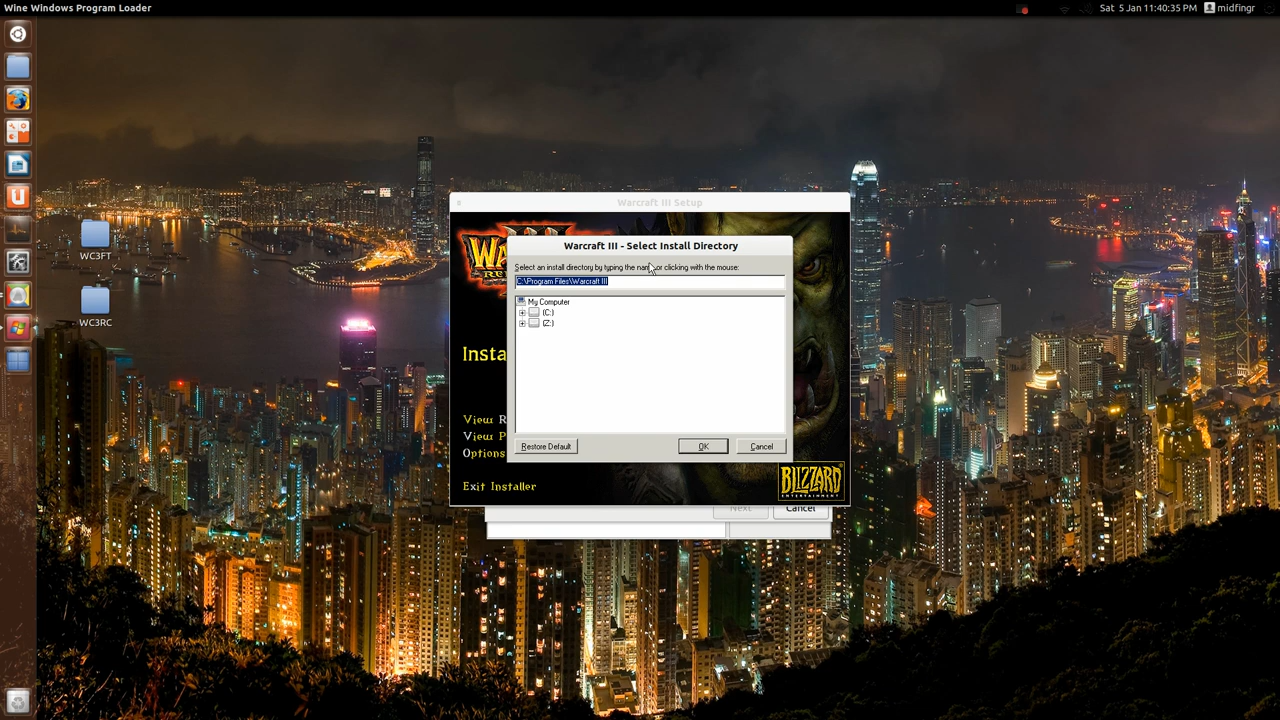 Wine Windows Program Loader
Sat 5 Jan 11:40:35 PM
midfingr
WC3FT
WC3RC
Warcraft III Setup
Warcraft III - Select Install Directory
Select an install directory by typing the name or clicking with the mouse:
C:\Program Files\Warcraft III
My Computer
(C:)
(Z:)
Restore Default
OK
Cancel
Insta
View R
View P
Options
Exit Installer
BLIZZARD
ENTERTAINMENT
Next
Cancel